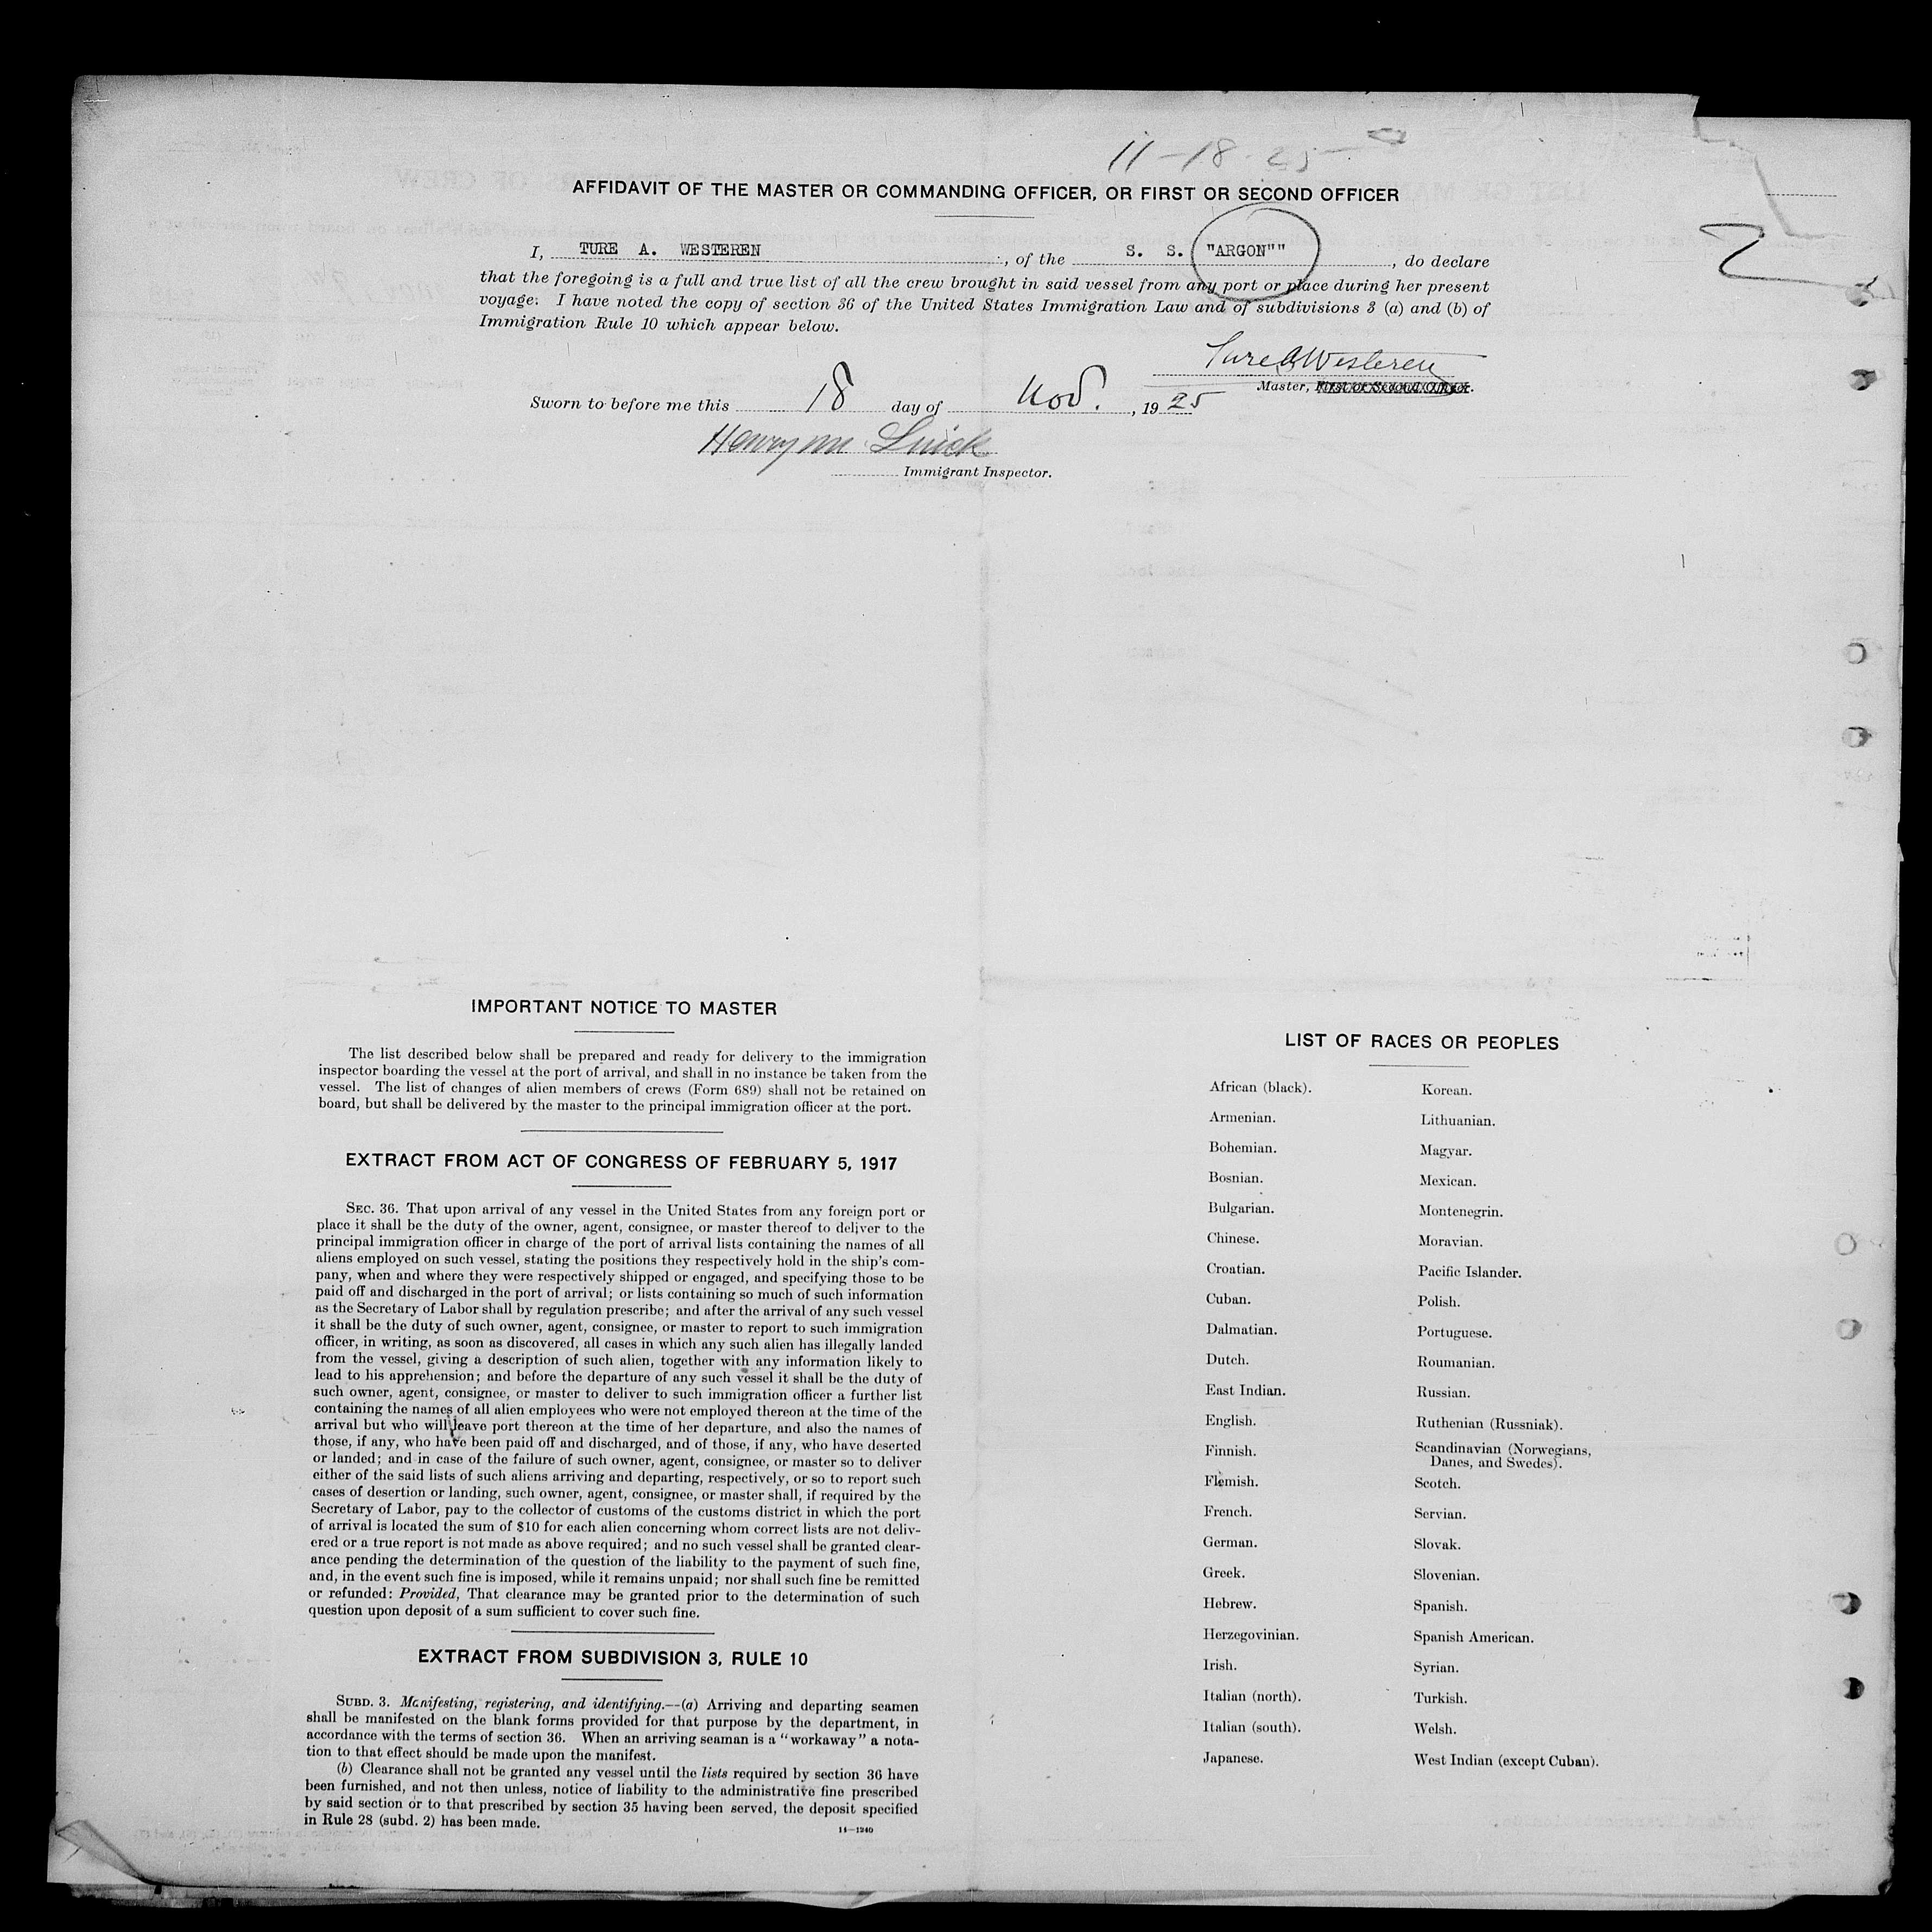 11-18-25
AFFIDAVIT OF THE MASTER OR COMMANDING OFFICER, OR FIRST OR SECOND OFFICER
I, TURE A. WESTEREN, of the S. S. "ARGON"", do declare
that the foregoing is a full and true list of all the crew brought in said vessel from any port or place during her present
voyage. I have noted the copy of section 36 of the United States Immigration Law and of subdivisions 3 (a) and (b) of
Immigration Rule 10 which appear below.
Ture A Westeren
Master, First or Second Officer.
Sworn to before me this 18 day of Nov., 1925
Henry M
Immigrant Inspector.
IMPORTANT NOTICE TO MASTER
The list described below shall be prepared and ready for delivery to the immigration
inspector boarding the vessel at the port of arrival, and shall in no instance be taken from the
vessel. The list of changes of alien members of crews (Form 689) shall not be retained on
board, but shall be delivered by the master to the principal immigration officer at the port.
EXTRACT FROM ACT OF CONGRESS OF FEBRUARY 5, 1917
SEC. 36. That upon arrival of any vessel in the United States from any foreign port or
place it shall be the duty of the owner, agent, consignee, or master thereof to deliver to the
principal immigration officer in charge of the port of arrival lists containing the names of all
aliens employed on such vessel, stating the positions they respectively hold in the ship's com-
pany, when and where they were respectively shipped or engaged, and specifying those to be
paid off and discharged in the port of arrival; or lists containing so much of such information
as the Secretary of Labor shall by regulation prescribe; and after the arrival of any such vessel
it shall be the duty of such owner, agent, consignee, or master to report to such immigration
officer, in writing, as soon as discovered, all cases in which any such alien has illegally landed
from the vessel, giving a description of such alien, together with any information likely to
lead to his apprehension; and before the departure of any such vessel it shall be the duty of
such owner, agent, consignee, or master to deliver to such immigration officer a further list
containing the names of all alien employees who were not employed thereon at the time of the
arrival but who will leave port thereon at the time of her departure, and also the names of
those, if any, who have been paid off and discharged, and of those, if any, who have deserted
or landed; and in case of the failure of such owner, agent, consignee, or master so to deliver
either of the said lists of such aliens arriving and departing, respectively, or so to report such
cases of desertion or landing, such owner, agent, consignee, or master shall, if required by the
Secretary of Labor, pay to the collector of customs of the customs district in which the port
of arrival is located the sum of $10 for each alien concerning whom correct lists are not deliv-
ered or a true report is not made as above required; and no such vessel shall be granted clear-
ance pending the determination of the question of the liability to the payment of such fine,
and, in the event such fine is imposed, while it remains unpaid; nor shall such fine be remitted
or refunded: Provided, That clearance may be granted prior to the determination of such
question upon deposit of a sum sufficient to cover such fine.
EXTRACT FROM SUBDIVISION 3, RULE 10
SUBD. 3. Manifesting, registering, and identifying.--(a) Arriving and departing seamen
shall be manifested on the blank forms provided for that purpose by the department, in
accordance with the terms of section 36. When an arriving seaman is a "workaway" a nota-
tion to that effect should be made upon the manifest.
(b) Clearance shall not be granted any vessel until the lists required by section 36 have
been furnished, and not then unless, notice of liability to the administrative fine prescribed
by said section or to that prescribed by section 35 having been served, the deposit specified
in Rule 28 (subd. 2) has been made.
14-1240
LIST OF RACES OR PEOPLES
African (black).
Armenian.
Bohemian.
Bosnian.
Bulgarian.
Chinese.
Croatian.
Cuban.
Dalmatian.
Dutch.
East Indian.
English.
Finnish.
Flemish.
French.
German.
Greek.
Hebrew.
Herzegovinian.
Irish.
Italian (north).
Italian (south).
Japanese.
Korean.
Lithuanian.
Magyar.
Mexican.
Montenegrin.
Moravian.
Pacific Islander.
Polish.
Portuguese.
Roumanian.
Russian.
Ruthenian (Russniak).
Scandinavian (Norwegians,
Danes, and Swedes).
Scotch.
Servian.
Slovak.
Slovenian.
Spanish.
Spanish American.
Syrian.
Turkish.
Welsh.
West Indian (except Cuban).